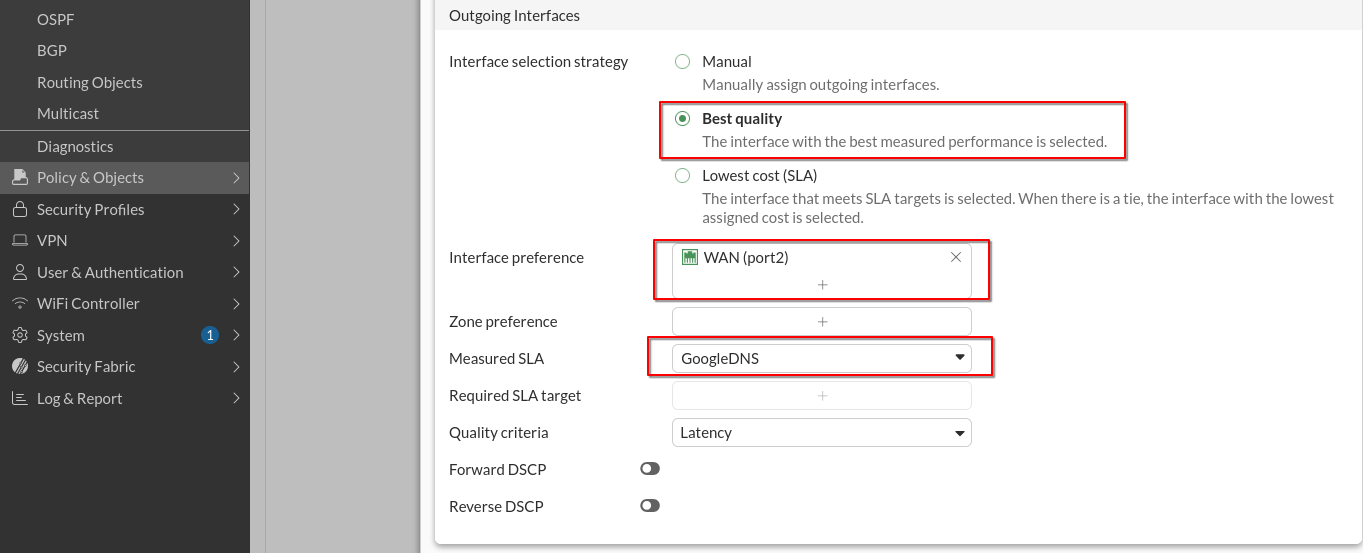 OSPF
BGP
Routing Objects
Multicast
Diagnostics
Policy & Objects
Security Profiles
VPN
User & Authentication
WiFi Controller
System 1
Security Fabric
Log & Report
Outgoing Interfaces
Interface selection strategy
Manual
Manually assign outgoing interfaces.
Best quality
The interface with the best measured performance is selected.
Lowest cost (SLA)
The interface that meets SLA targets is selected. When there is a tie, the interface with the lowest
assigned cost is selected.
Interface preference
WAN (port2)
+
Zone preference
+
Measured SLA
GoogleDNS
Required SLA target
+
Quality criteria
Latency
Forward DSCP
Reverse DSCP